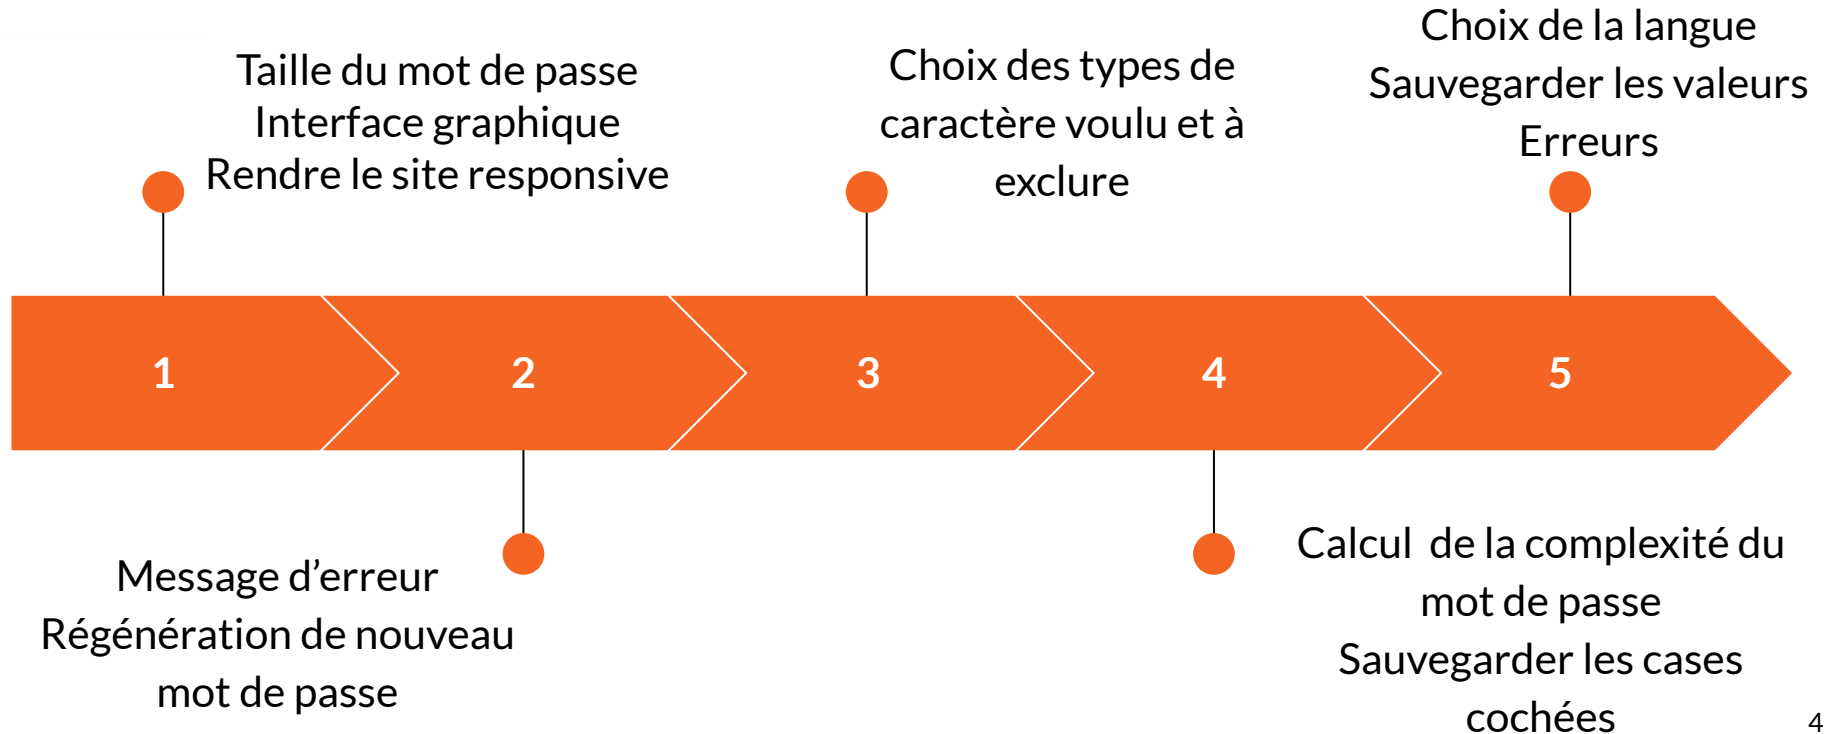 Taille du mot de passe
Interface graphique
Rendre le site responsive
Choix des types de
caractère voulu et à
exclure
Choix de la langue
Sauvegarder les valeurs
Erreurs
1
2
3
4
5
Message d’erreur
Régénération de nouveau
mot de passe
Calcul  de la complexité du
mot de passe
Sauvegarder les cases
cochées
4